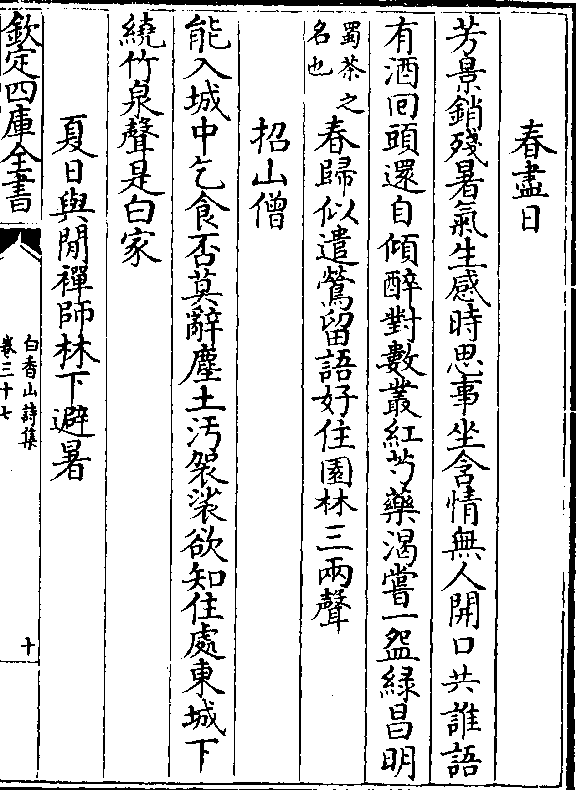 春盡日
芳景銷殘暑氣生感時思事坐含情無人開口共誰語
有酒回頭還自傾醉對數叢紅芍藥渴嘗一盌緑昌明
蜀茶之
名也
春歸似遣鶯留語好住園林三兩聲
招山僧
能入城中乞食否莫辭塵土汚袈裟欲知住處東城下
繞竹泉聲是白家
夏日與閒禪師林下避暑
欽定四庫全書
白香山詩集
卷三十七
十